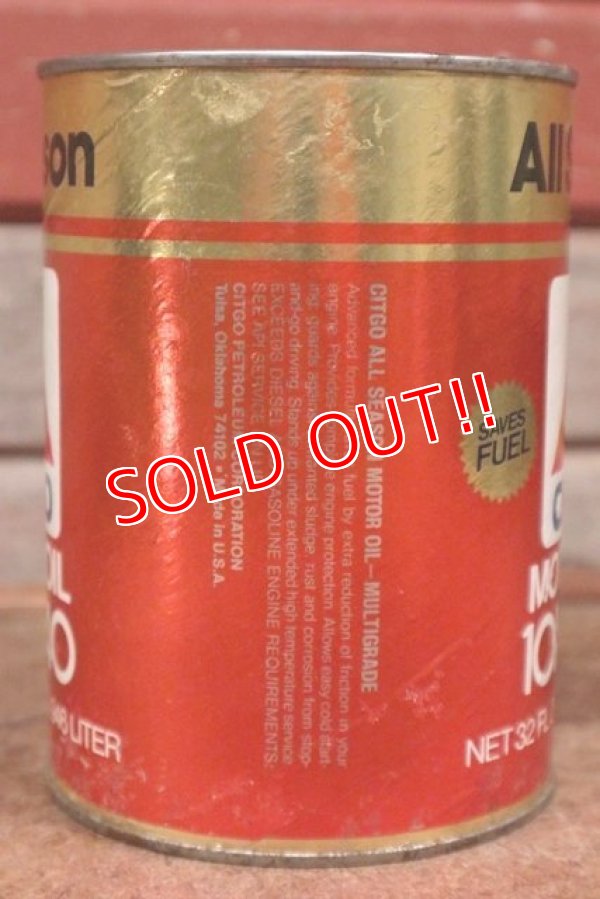 son
All S
SAVES
FUEL
CITGO ALL SEASON MOTOR OIL—MULTIGRADE
Advanced fuel by extra reduction of friction in your
engine. Provides engine protection. Allows easy cold start-
ing, guards against sludge, rust and corrosion from stop-
and-go driving. Stands up under extended high temperature service
EXCEEDS DIESEL GASOLINE ENGINE REQUIREMENTS:
SEE API SERVICE
CITGO PETROLEUM CORPORATION
Tulsa, Oklahoma 74102 • Made in U.S.A.
SOLD OUT!!
OIL
MO
10
LITER
NET 32 FL